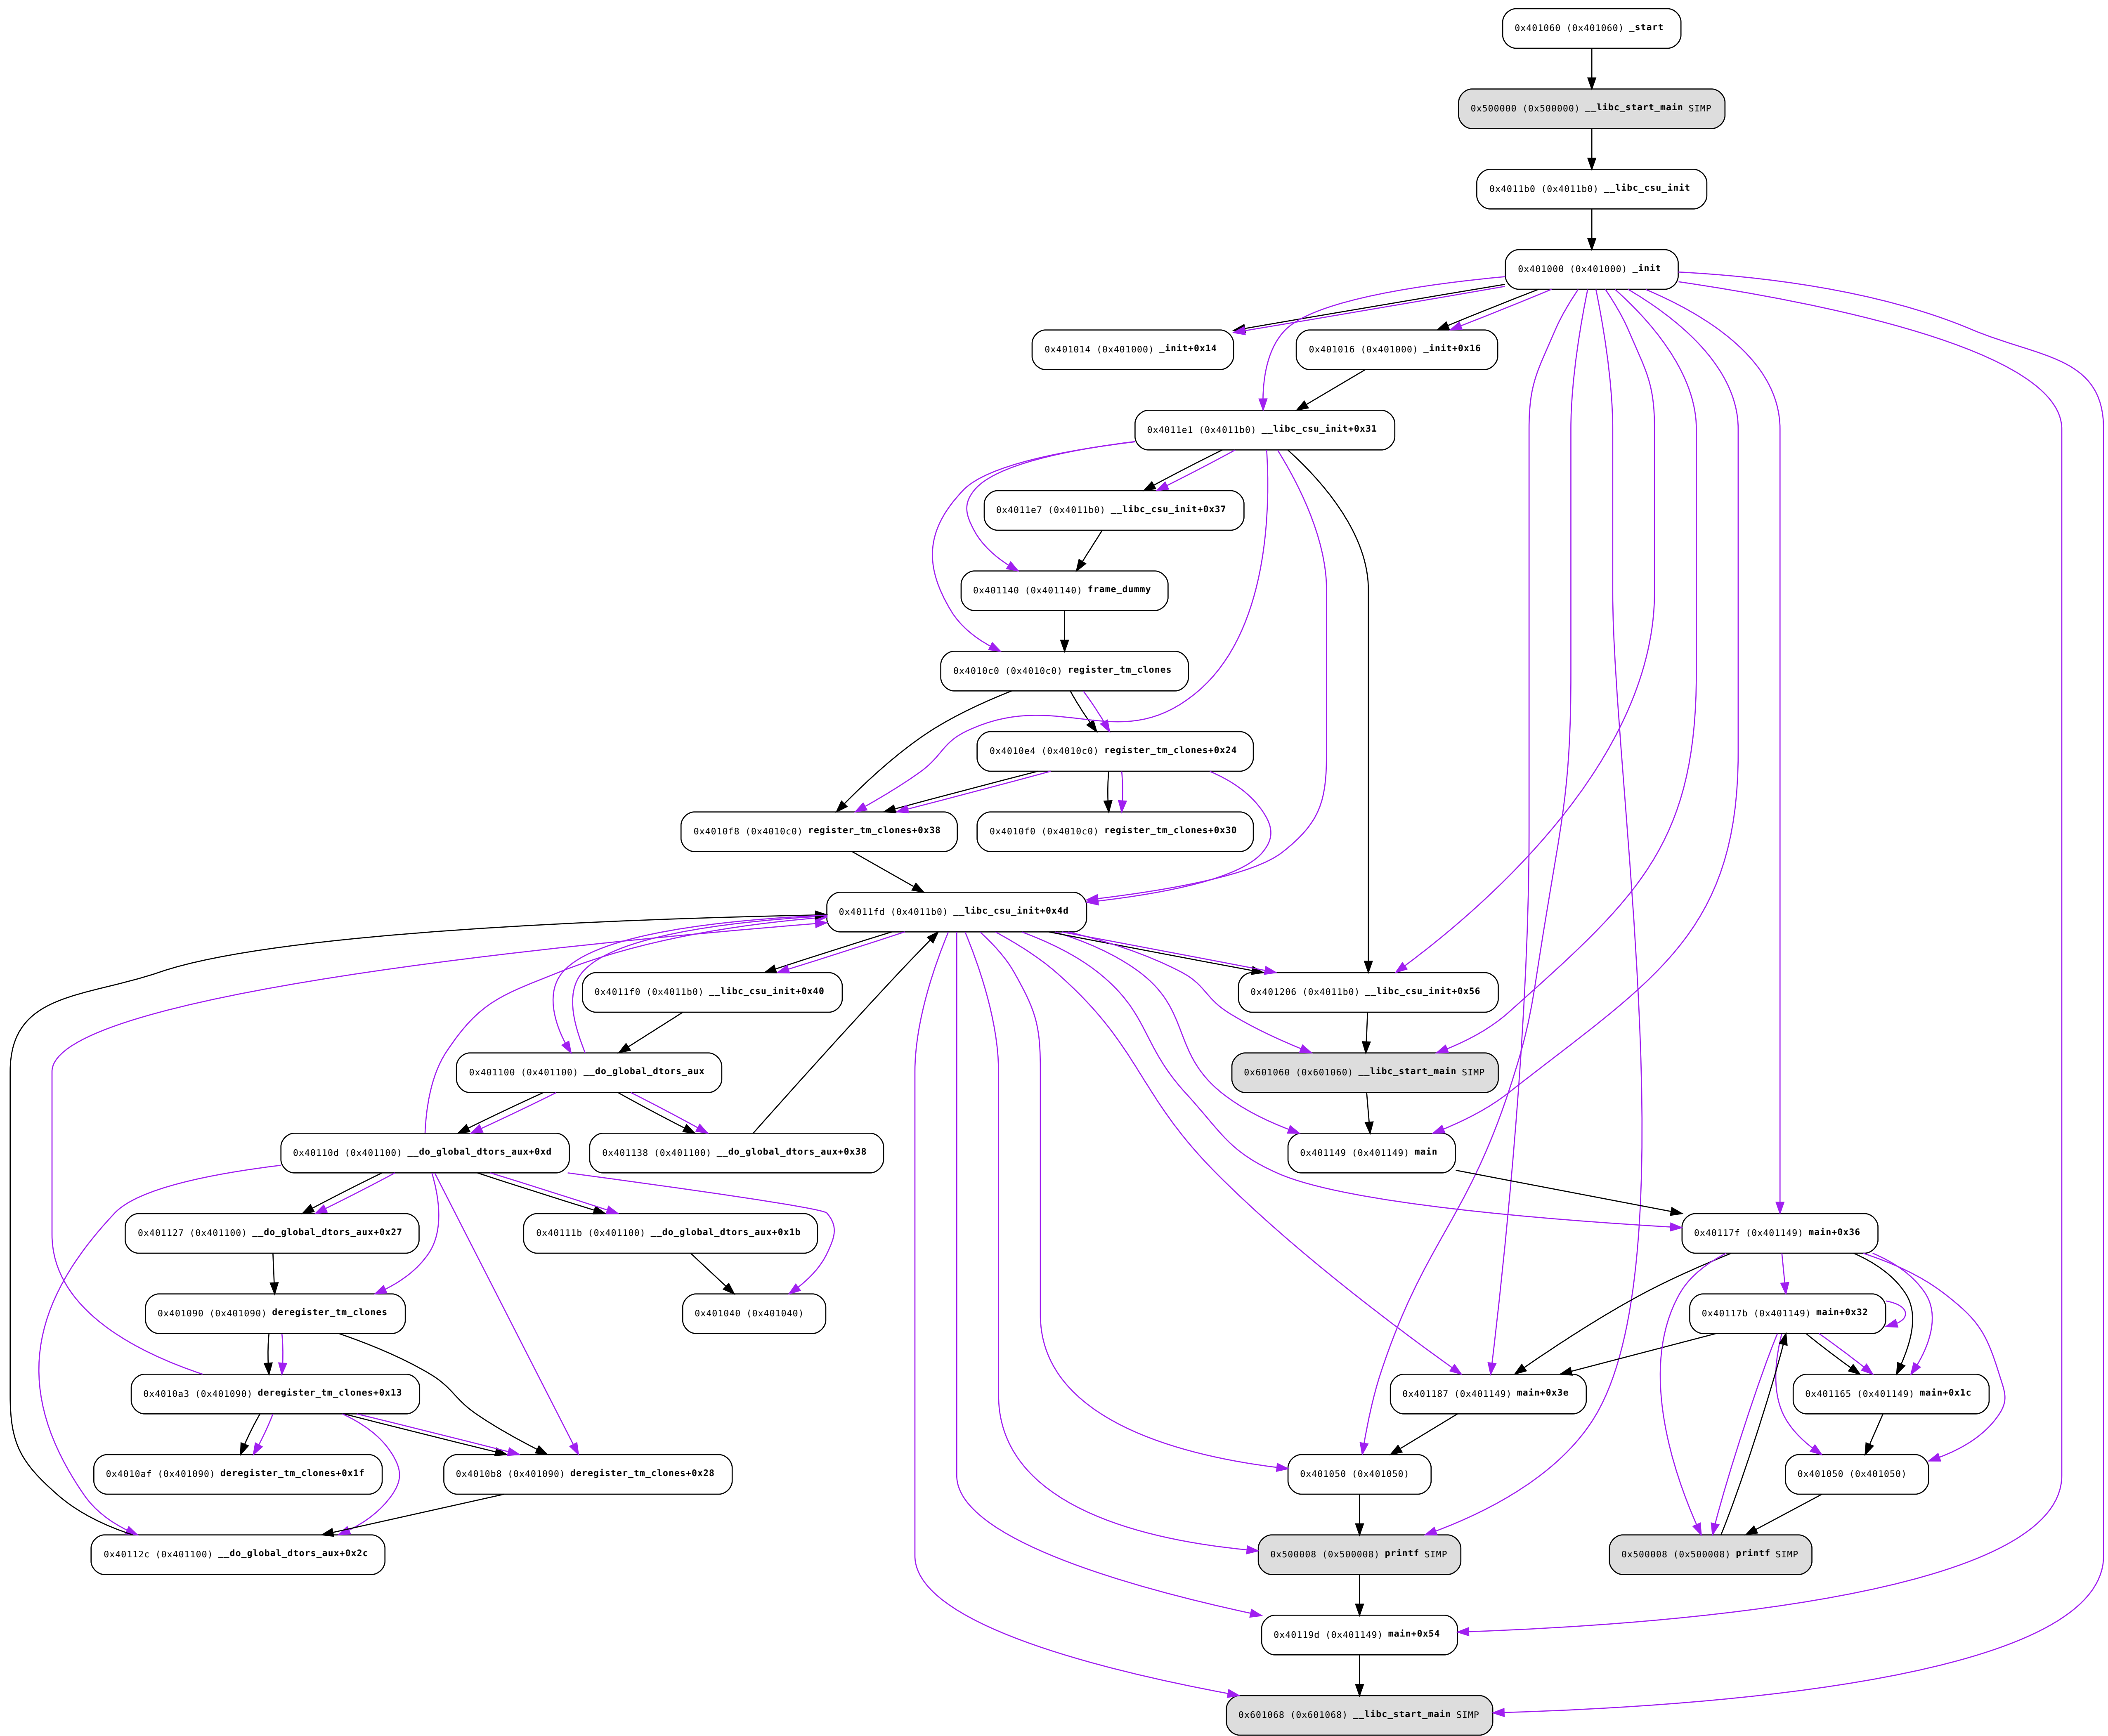 0x401060 (0x401060) _start
0x500000 (0x500000) __libc_start_main SIMP
0x4011b0 (0x4011b0) __libc_csu_init
0x401000 (0x401000) _init
0x401014 (0x401000) _init+0x14
0x401016 (0x401000) _init+0x16
0x4011e1 (0x4011b0) __libc_csu_init+0x31
0x4011e7 (0x4011b0) __libc_csu_init+0x37
0x401140 (0x401140) frame_dummy
0x4010c0 (0x4010c0) register_tm_clones
0x4010e4 (0x4010c0) register_tm_clones+0x24
0x4010f8 (0x4010c0) register_tm_clones+0x38
0x4010f0 (0x4010c0) register_tm_clones+0x30
0x4011fd (0x4011b0) __libc_csu_init+0x4d
0x4011f0 (0x4011b0) __libc_csu_init+0x40
0x401206 (0x4011b0) __libc_csu_init+0x56
0x401100 (0x401100) __do_global_dtors_aux
0x601060 (0x601060) __libc_start_main SIMP
0x40110d (0x401100) __do_global_dtors_aux+0xd
0x401138 (0x401100) __do_global_dtors_aux+0x38
0x401149 (0x401149) main
0x401127 (0x401100) __do_global_dtors_aux+0x27
0x40111b (0x401100) __do_global_dtors_aux+0x1b
0x40117f (0x401149) main+0x36
0x401090 (0x401090) deregister_tm_clones
0x401040 (0x401040)
0x40117b (0x401149) main+0x32
0x4010a3 (0x401090) deregister_tm_clones+0x13
0x401187 (0x401149) main+0x3e
0x401165 (0x401149) main+0x1c
0x4010af (0x401090) deregister_tm_clones+0x1f
0x4010b8 (0x401090) deregister_tm_clones+0x28
0x401050 (0x401050)
0x401050 (0x401050)
0x40112c (0x401100) __do_global_dtors_aux+0x2c
0x500008 (0x500008) printf SIMP
0x500008 (0x500008) printf SIMP
0x40119d (0x401149) main+0x54
0x601068 (0x601068) __libc_start_main SIMP